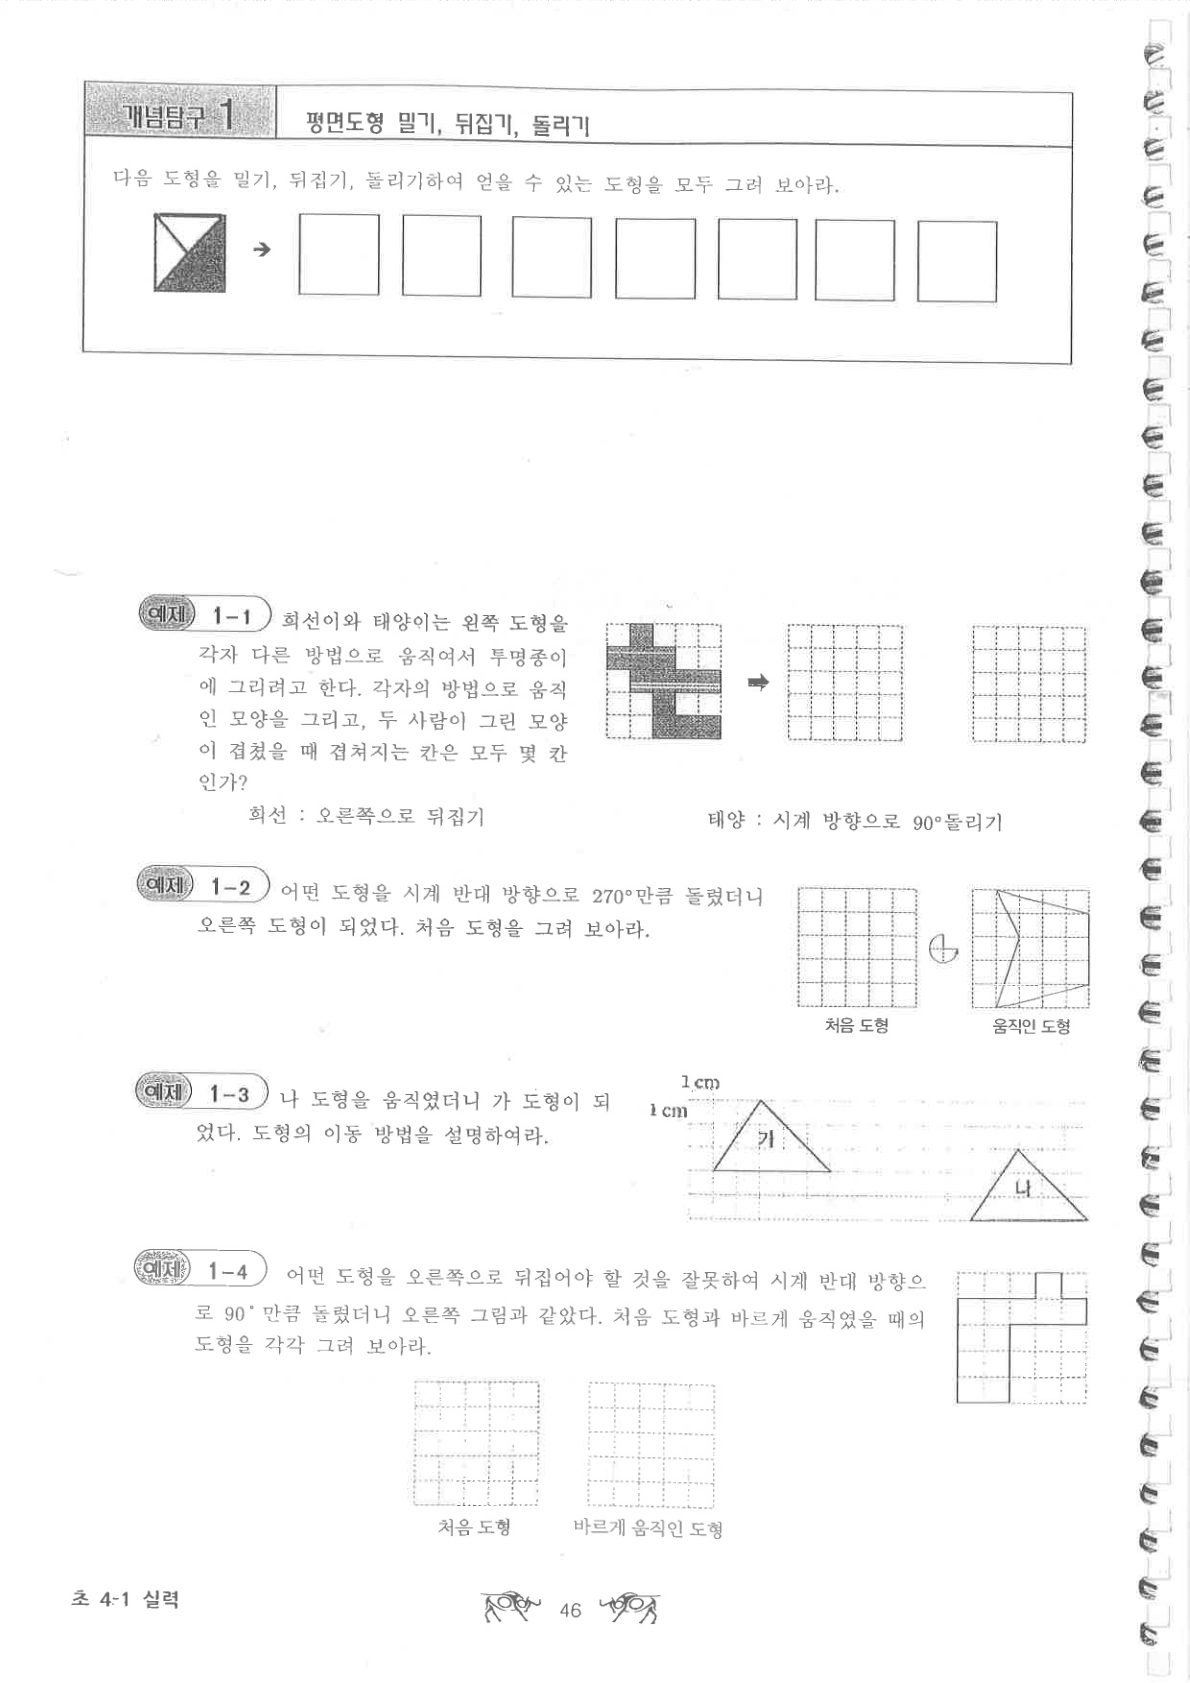 개념탐구 1
평면도형 밀기, 뒤집기, 돌리기
다음 도형을 밀기, 뒤집기, 돌리기하여 얻을 수 있는 도형을 모두 그려 보아라.
예제 1-1 희선이와 태양이는 왼쪽 도형을
각자 다른 방법으로 움직여서 투명종이
에 그리려고 한다. 각자의 방법으로 움직
인 모양을 그리고, 두 사람이 그린 모양
이 겹쳤을 때 겹쳐지는 칸은 모두 몇 칸
인가?
희선 : 오른쪽으로 뒤집기
태양 : 시계 방향으로 90°돌리기
예제 1-2 어떤 도형을 시계 반대 방향으로 270°만큼 돌렸더니
오른쪽 도형이 되었다. 처음 도형을 그려 보아라.
처음 도형
움직인 도형
예제 1-3 나 도형을 움직였더니 가 도형이 되
었다. 도형의 이동 방법을 설명하여라.
1 cm
1 cm
가
나
예제 1-4 어떤 도형을 오른쪽으로 뒤집어야 할 것을 잘못하여 시계 반대 방향으
로 90°만큼 돌렸더니 오른쪽 그림과 같았다. 처음 도형과 바르게 움직였을 때의
도형을 각각 그려 보아라.
처음 도형
바르게 움직인 도형
초 4-1 실력
46